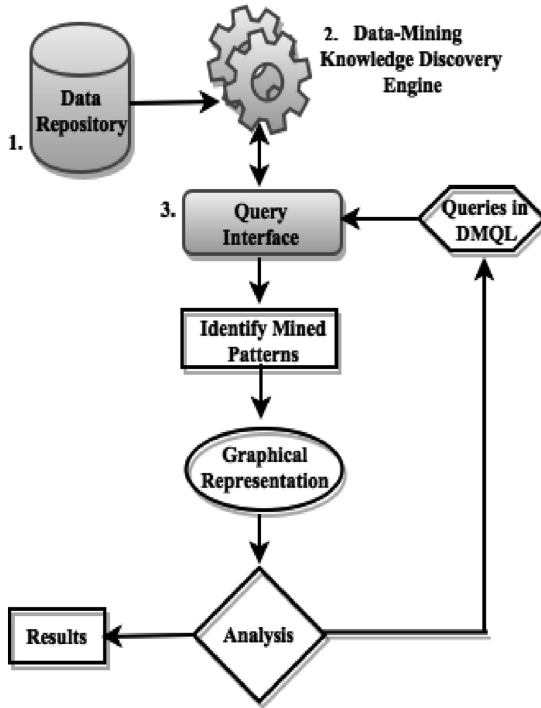 2. Data-Mining
Knowledge Discovery
Engine
Data
Repository
1.
3.
Query
Interface
Queries in
DMQL
Identify Mined
Patterns
Graphical
Representation
Analysis
Results